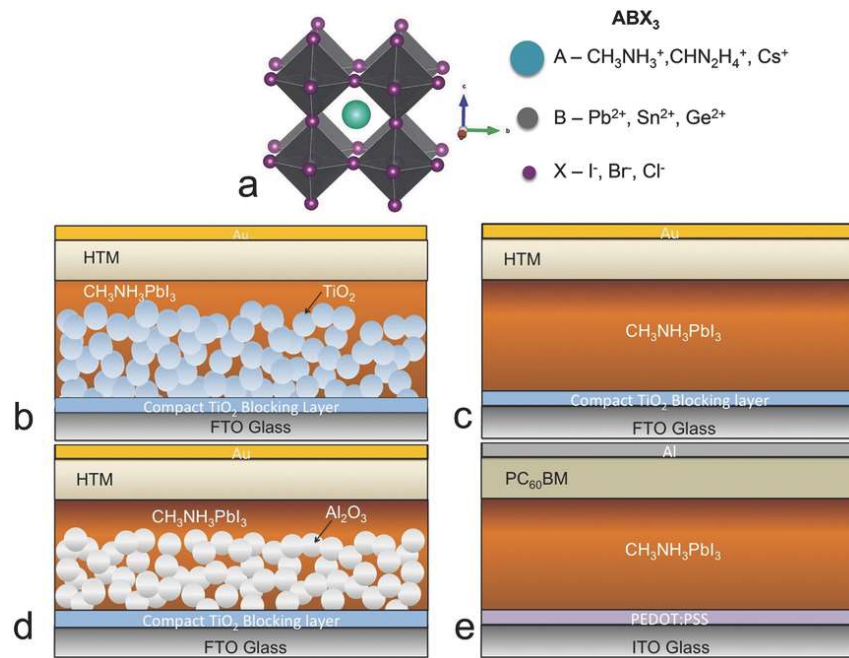 ABX₃
A – CH₃NH₃⁺,CHN₂H₄⁺, Cs⁺
B – Pb²⁺, Sn²⁺, Ge²⁺
X – I⁻, Br⁻, Cl⁻
c
b
a
Au
HTM
CH₃NH₃PbI₃
TiO₂
Compact TiO₂ Blocking Layer
FTO Glass
b
Au
HTM
CH₃NH₃PbI₃
Compact TiO₂ Blocking layer
FTO Glass
c
Au
HTM
CH₃NH₃PbI₃
Al₂O₃
Compact TiO₂ Blocking layer
FTO Glass
d
Al
PC₆₀BM
CH₃NH₃PbI₃
PEDOT:PSS
ITO Glass
e